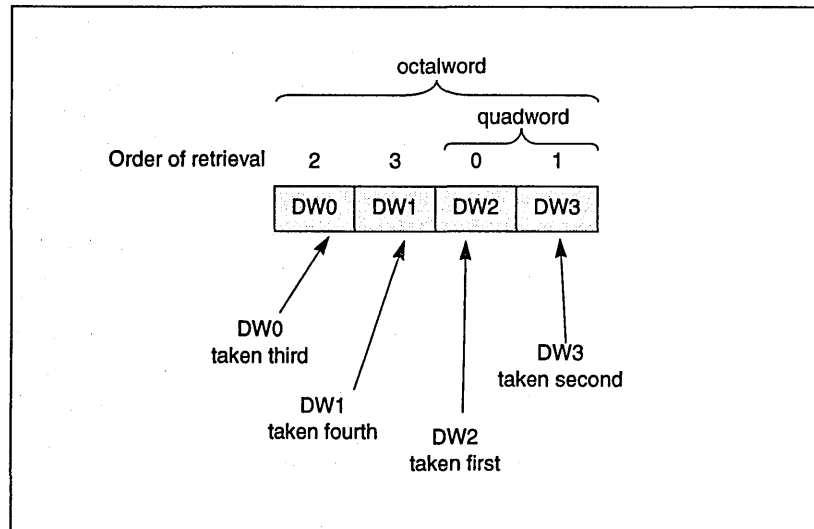 octalword
quadword
Order of retrieval 2 3 0 1
DW0 DW1 DW2 DW3
DW0
taken third
DW1
taken fourth
DW2
taken first
DW3
taken second